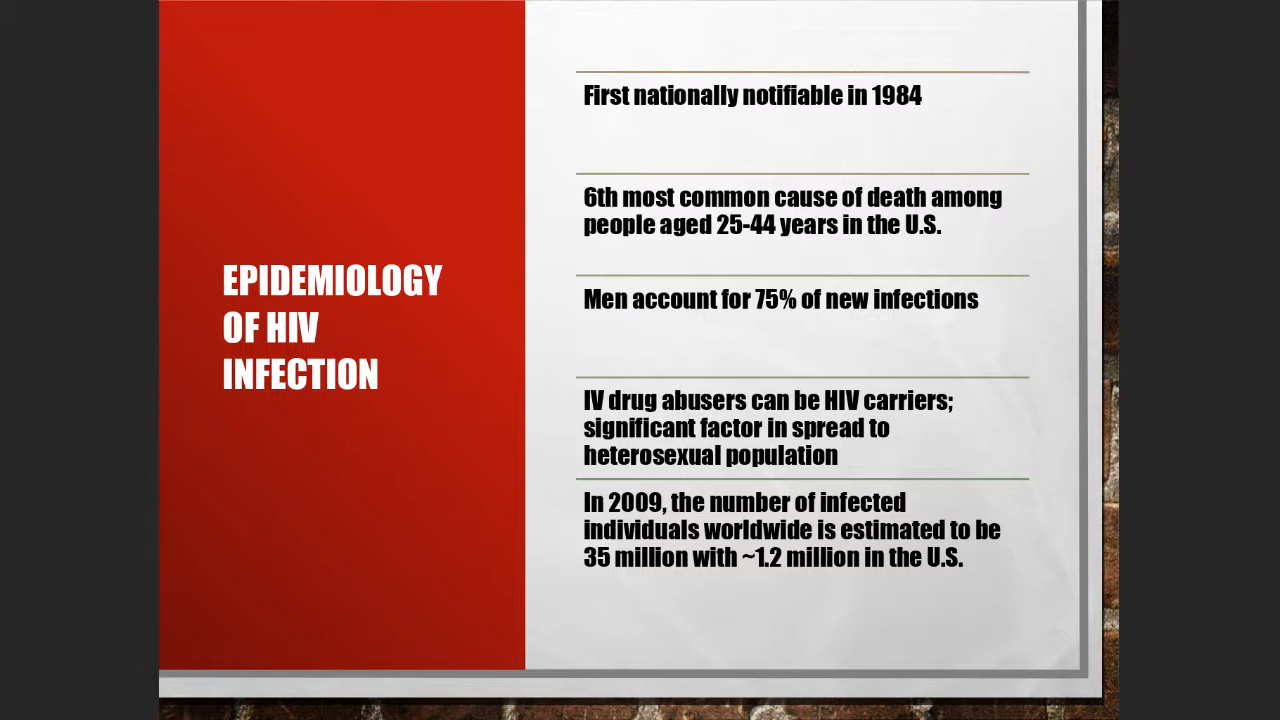 EPIDEMIOLOGY
OF HIV
INFECTION
First nationally notifiable in 1984
6th most common cause of death among
people aged 25-44 years in the U.S.
Men account for 75% of new infections
IV drug abusers can be HIV carriers;
significant factor in spread to
heterosexual population
In 2009, the number of infected
individuals worldwide is estimated to be
35 million with ~1.2 million in the U.S.